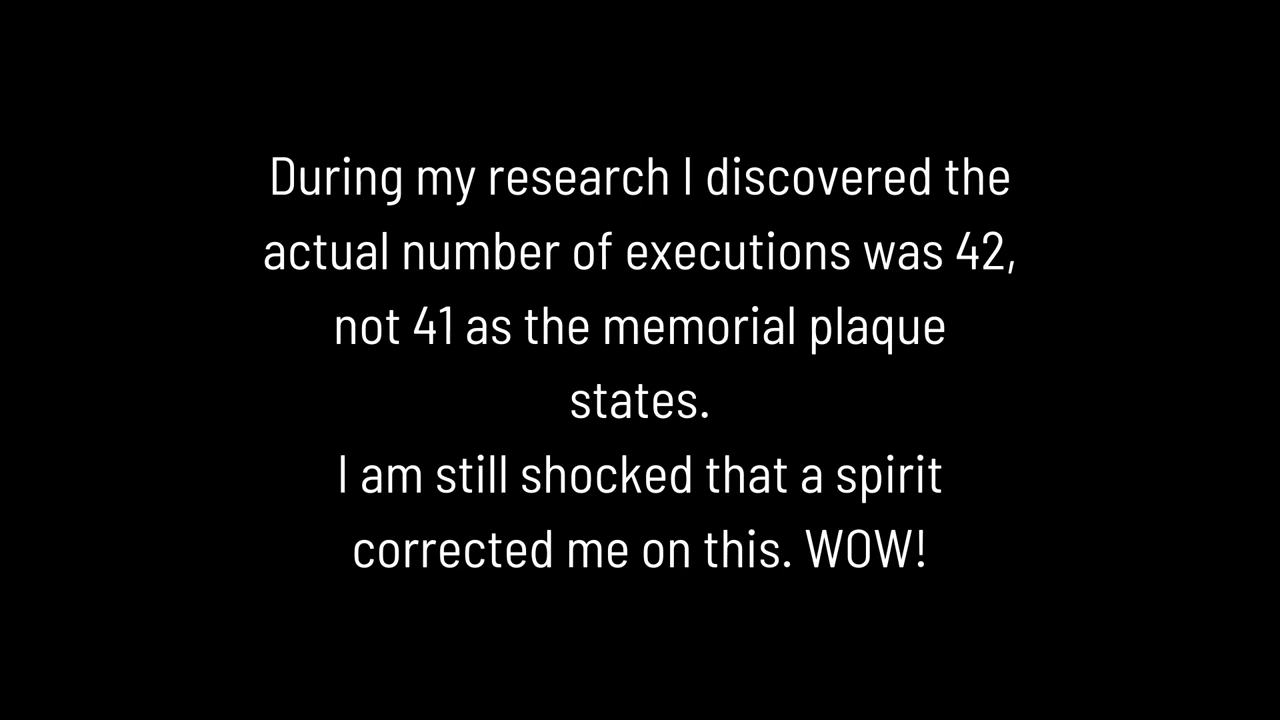 During my research I discovered the
actual number of executions was 42,
not 41 as the memorial plaque
states.
I am still shocked that a spirit
corrected me on this. WOW!